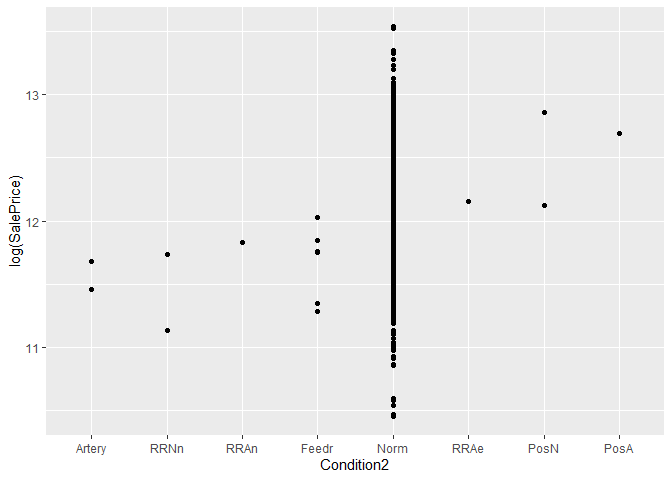 13
12
11
log(SalePrice)
Artery RRNn RRAn Feedr Norm RRAe PosN PosA
Condition2